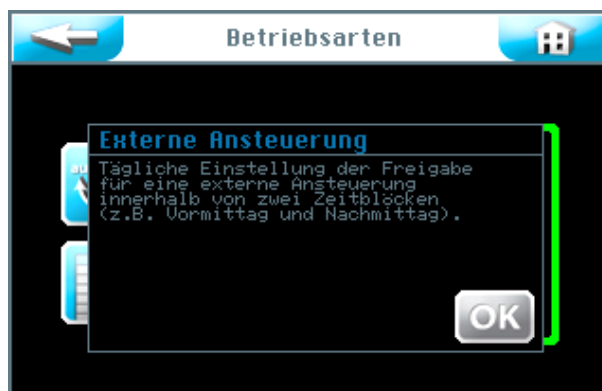 Betriebsarten
au
Externe Ansteuerung
Tägliche Einstellung der Freigabe
für eine externe Ansteuerung
innerhalb von zwei Zeitblöcken
(z.B. Vormittag und Nachmittag).
OK